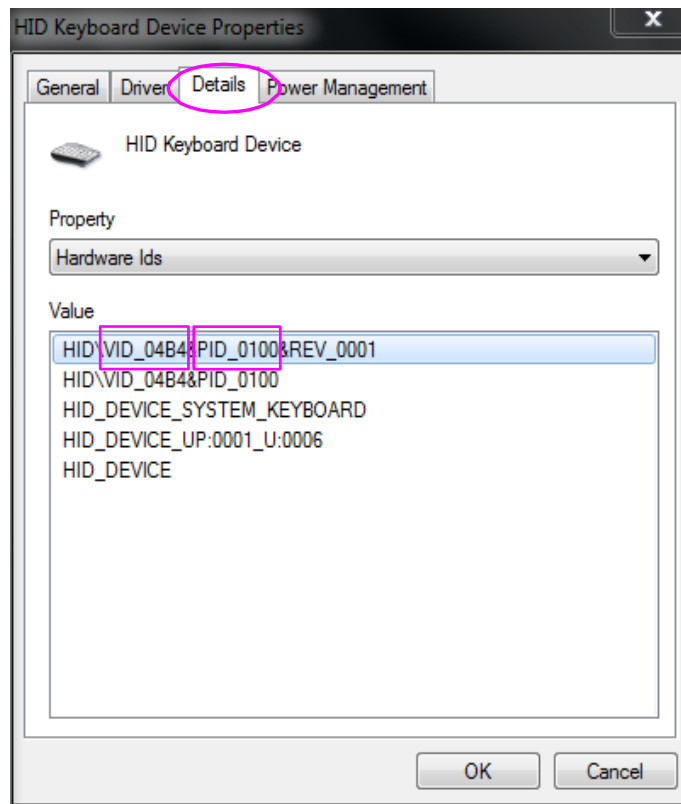 HID Keyboard Device Properties
X
General Driver Details Power Management
HID Keyboard Device
Property
Hardware Ids
Value
HID\VID_04B4&PID_0100&REV_0001
HID\VID_04B4&PID_0100
HID_DEVICE_SYSTEM_KEYBOARD
HID_DEVICE_UP:0001_U:0006
HID_DEVICE
OK Cancel